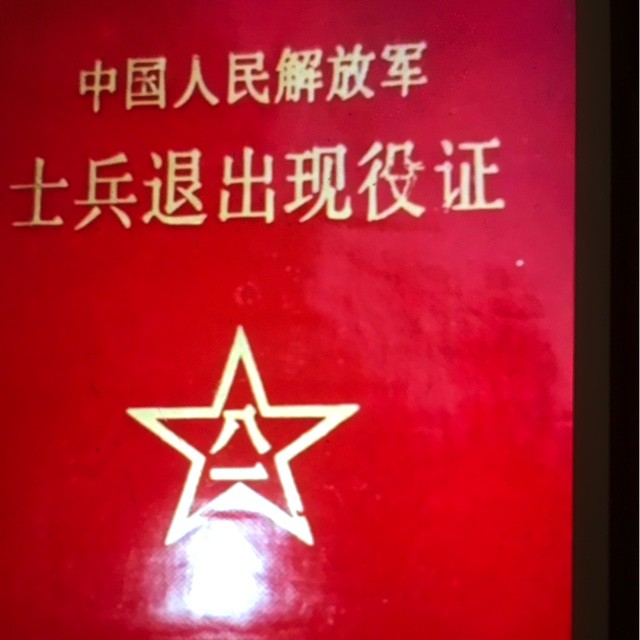 中国人民解放军
士兵退出现役证
八一